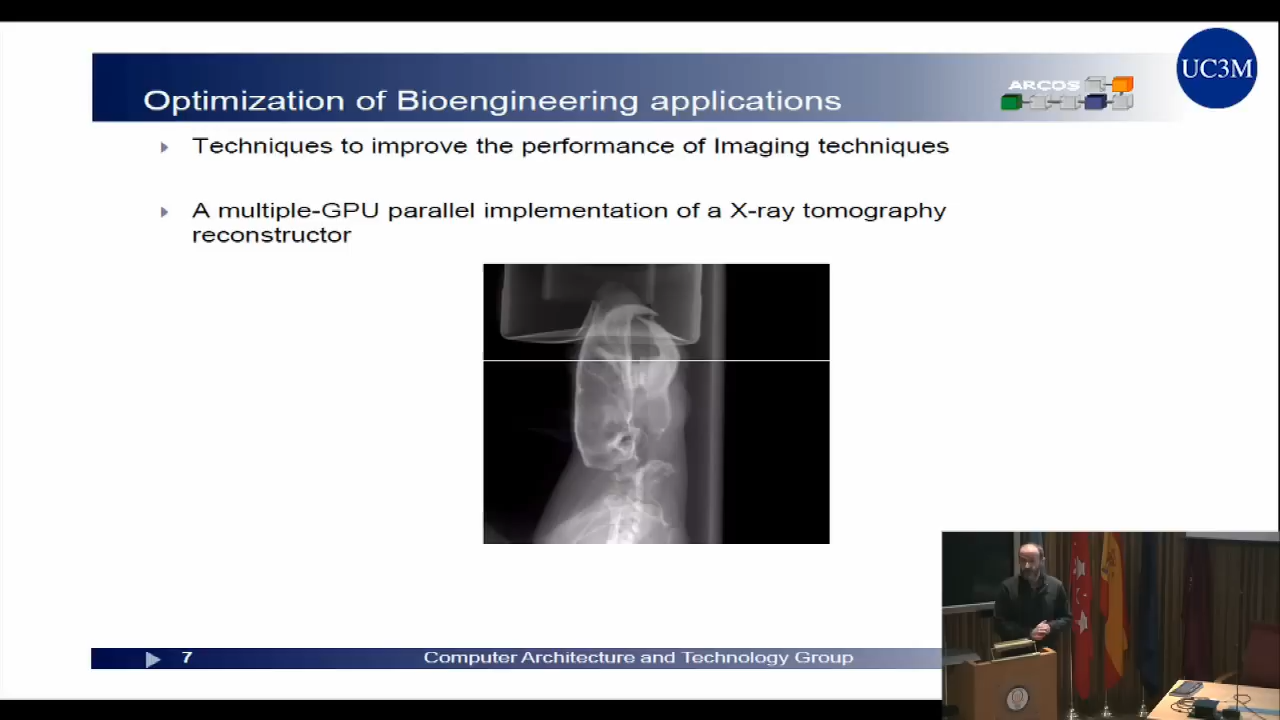 Optimization of Bioengineering applications
ARCOS
UC3M
Techniques to improve the performance of Imaging techniques
A multiple-GPU parallel implementation of a X-ray tomography
reconstructor
7
Computer Architecture and Technology Group